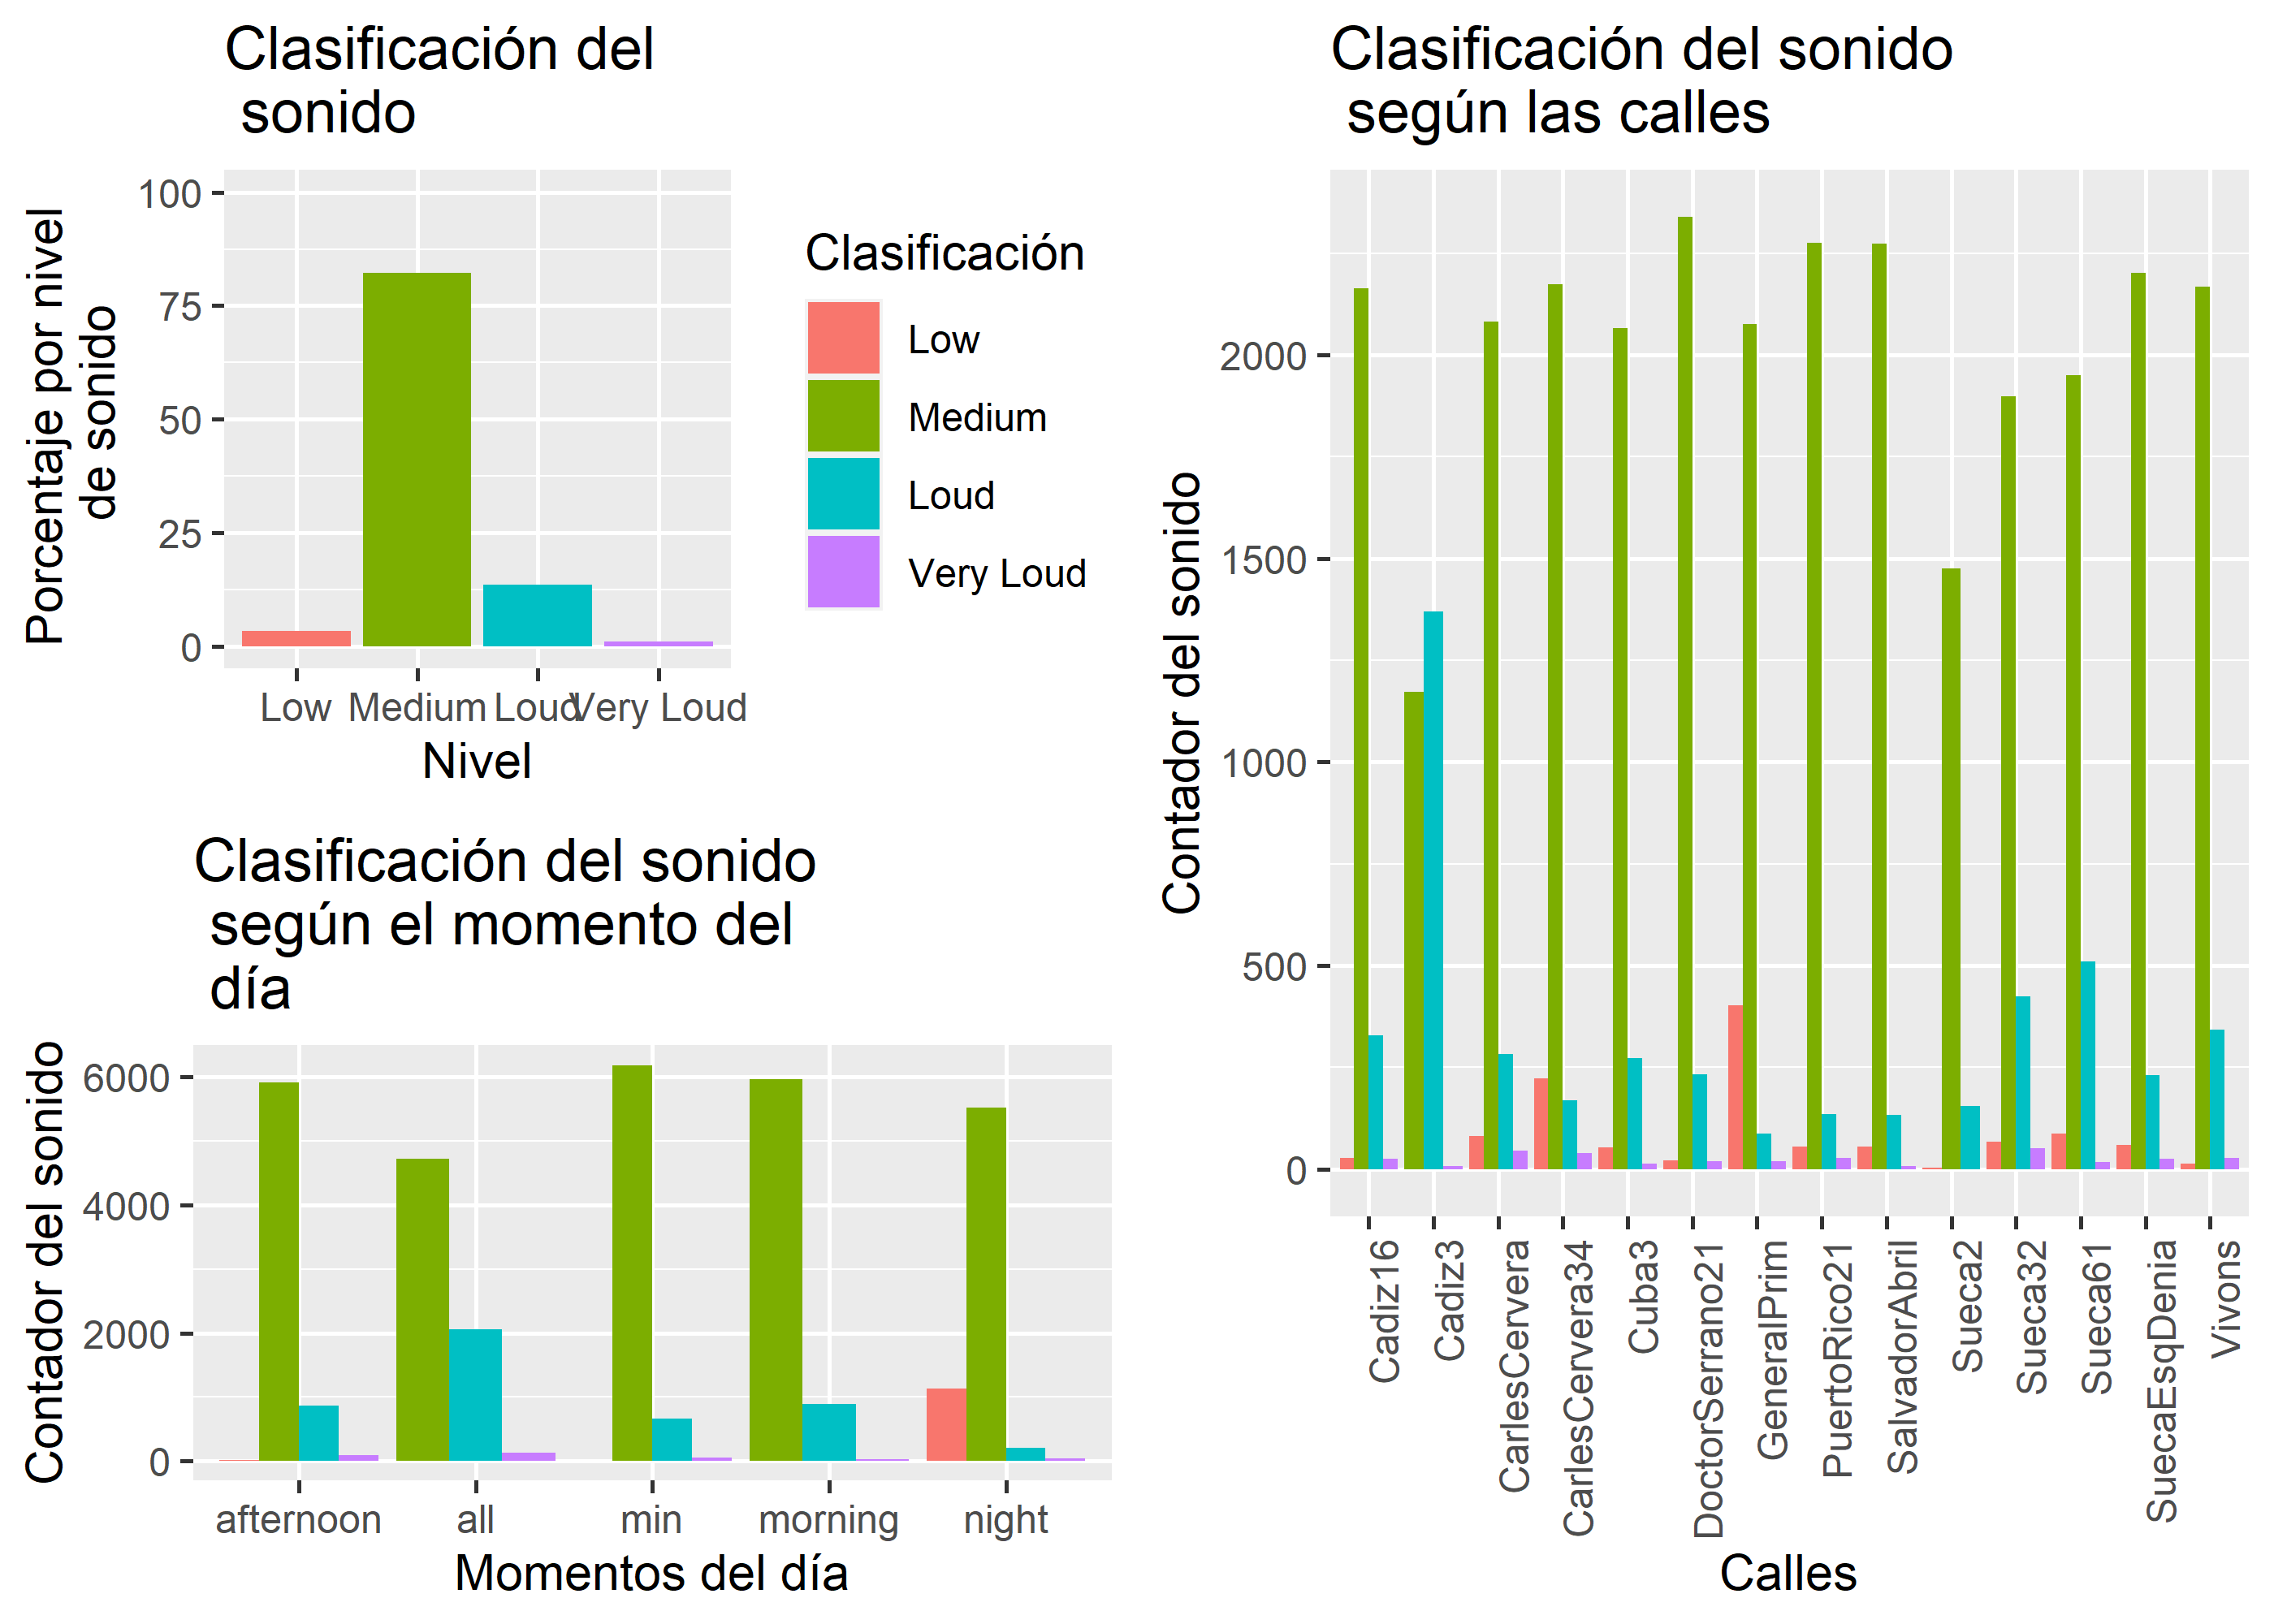 Clasificación del
sonido
Porcentaje por nivel
de sonido
100
75
50
25
0
Low Medium Loud Very Loud
Nivel
Clasificación
Low
Medium
Loud
Very Loud
Clasificación del sonido
según el momento del
día
Contador del sonido
6000
4000
2000
0
afternoon all min morning night
Momentos del día
Clasificación del sonido
según las calles
Contador del sonido
2000
1500
1000
500
0
Cadiz16
Cadiz3
CarlesCervera
CarlesCervera34
Cuba3
DoctorSerrano21
GeneralPrim
PuertoRico21
SalvadorAbril
Sueca2
Sueca32
Sueca61
SuecaEsqDenia
Vivons
Calles